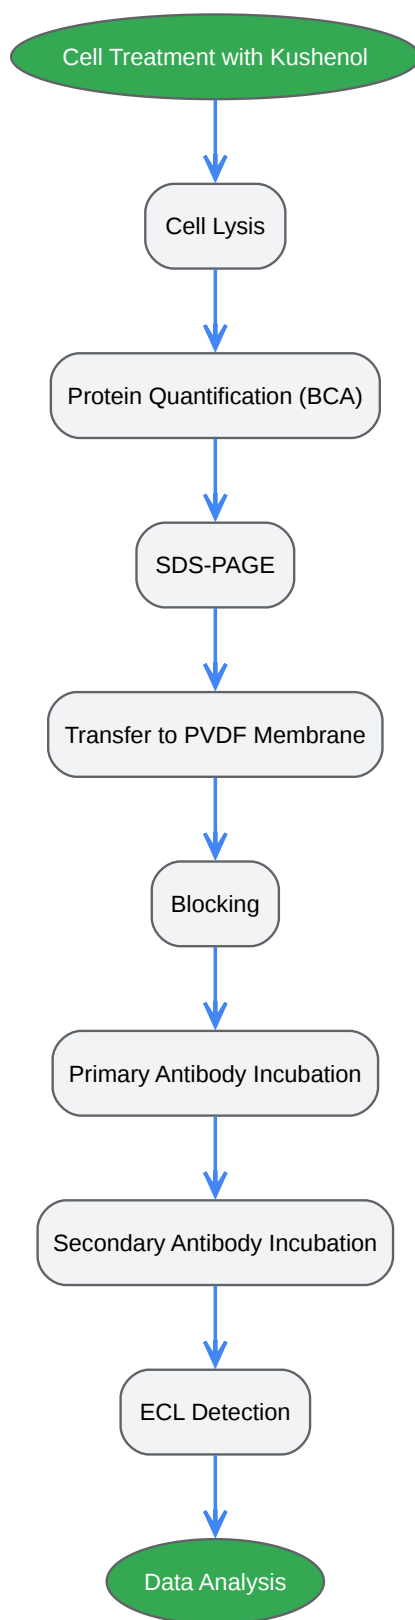 Cell Treatment with Kushenol
Cell Lysis
Protein Quantification (BCA)
SDS-PAGE
Transfer to PVDF Membrane
Blocking
Primary Antibody Incubation
Secondary Antibody Incubation
ECL Detection
Data Analysis